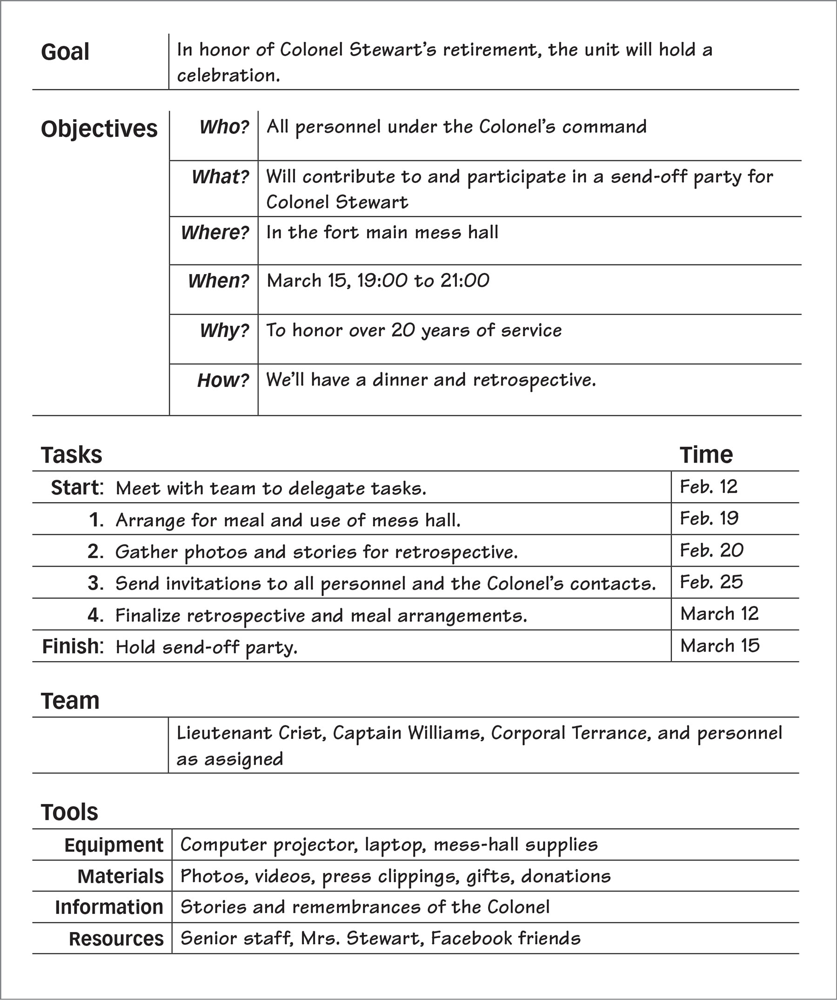 Goal
In honor of Colonel Stewart's retirement, the unit will hold a
celebration.
Objectives
Who? All personnel under the Colonel's command
What? Will contribute to and participate in a send-off party for
Colonel Stewart
Where? In the fort main mess hall
When? March 15, 19:00 to 21:00
Why? To honor over 20 years of service
How? We'll have a dinner and retrospective.
Tasks Time
Start: Meet with team to delegate tasks. Feb. 12
1. Arrange for meal and use of mess hall. Feb. 19
2. Gather photos and stories for retrospective. Feb. 20
3. Send invitations to all personnel and the Colonel's contacts. Feb. 25
4. Finalize retrospective and meal arrangements. March 12
Finish: Hold send-off party. March 15
Team
Lieutenant Crist, Captain Williams, Corporal Terrance, and personnel
as assigned
Tools
Equipment Computer projector, laptop, mess-hall supplies
Materials Photos, videos, press clippings, gifts, donations
Information Stories and remembrances of the Colonel
Resources Senior staff, Mrs. Stewart, Facebook friends